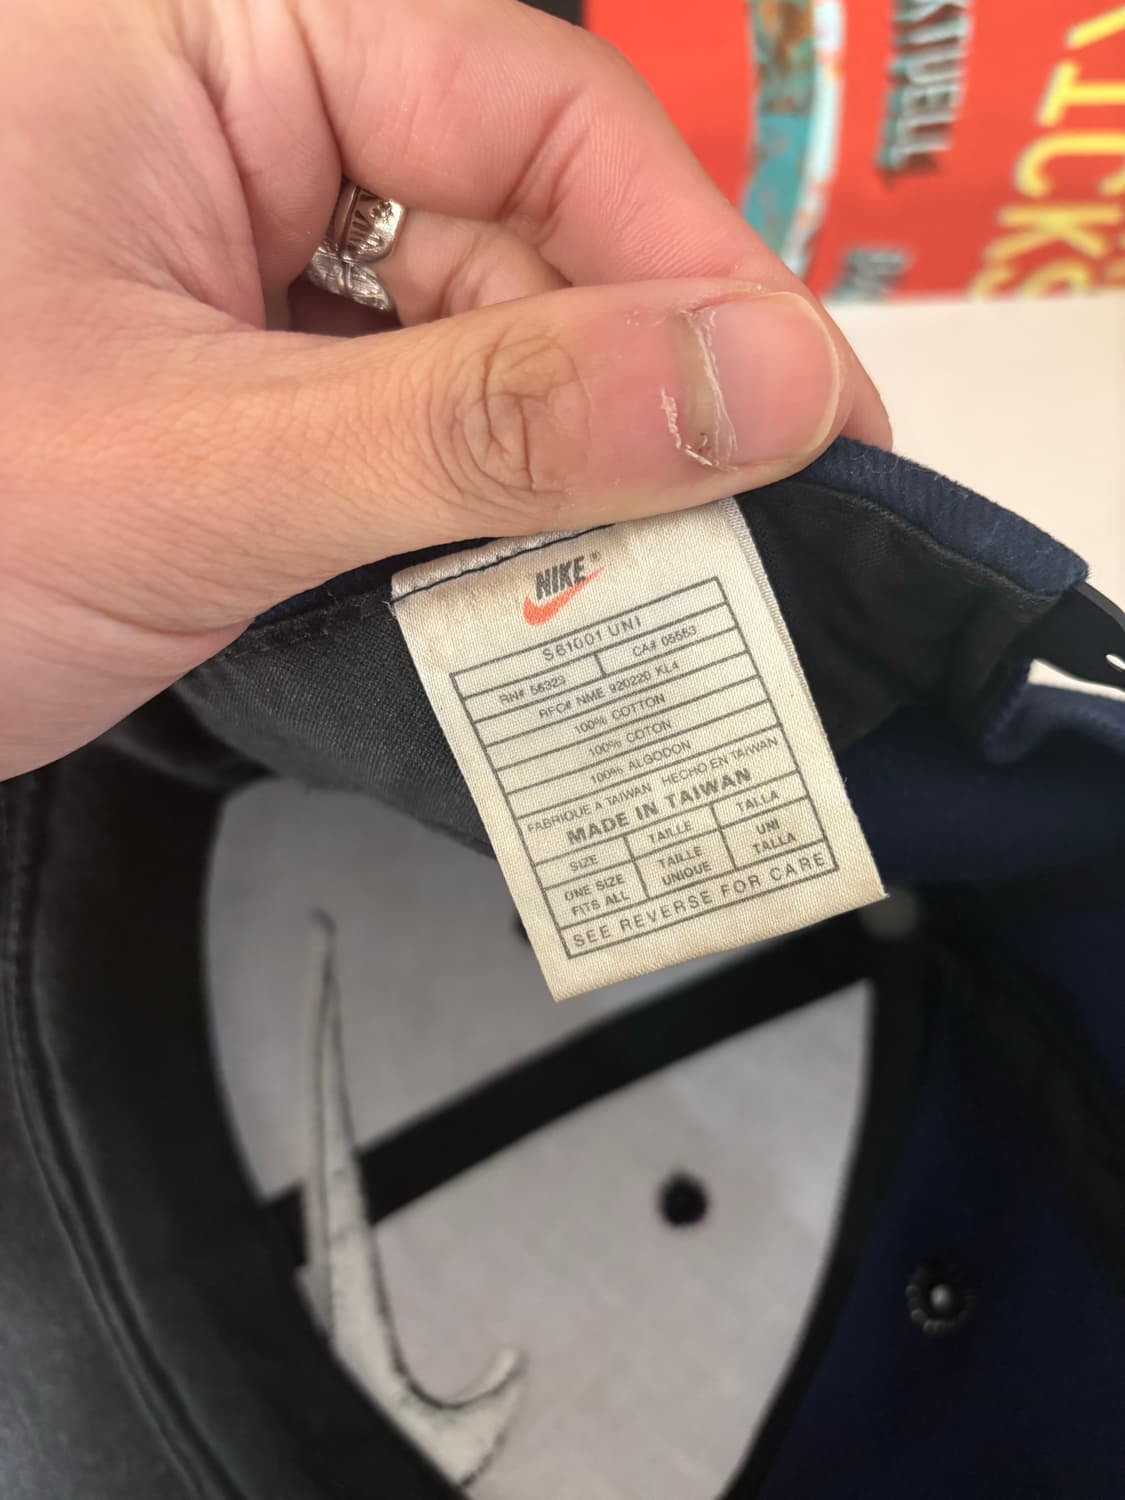 RICKS
NIKE®
S61001 UNI
RN# 56323 CA# 05553
RFC# NME 920220 KL4
100% COTTON
100% COTON
100% ALGODON
FABRIQUE A TAIWAN HECHO EN TAIWAN
MADE IN TAIWAN
SIZE TAILLE TALLA
ONE SIZE FITS ALL TAILLE UNIQUE UNI TALLA
SEE REVERSE FOR CARE